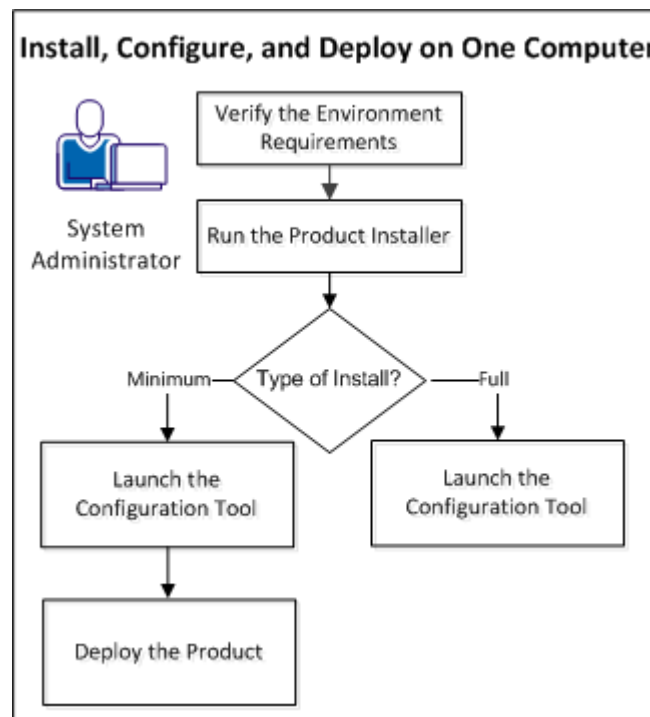 Install, Configure, and Deploy on One Computer
Verify the Environment
Requirements
System
Administrator
Run the Product Installer
Type of Install?
Minimum
Full
Launch the
Configuration Tool
Launch the
Configuration Tool
Deploy the Product